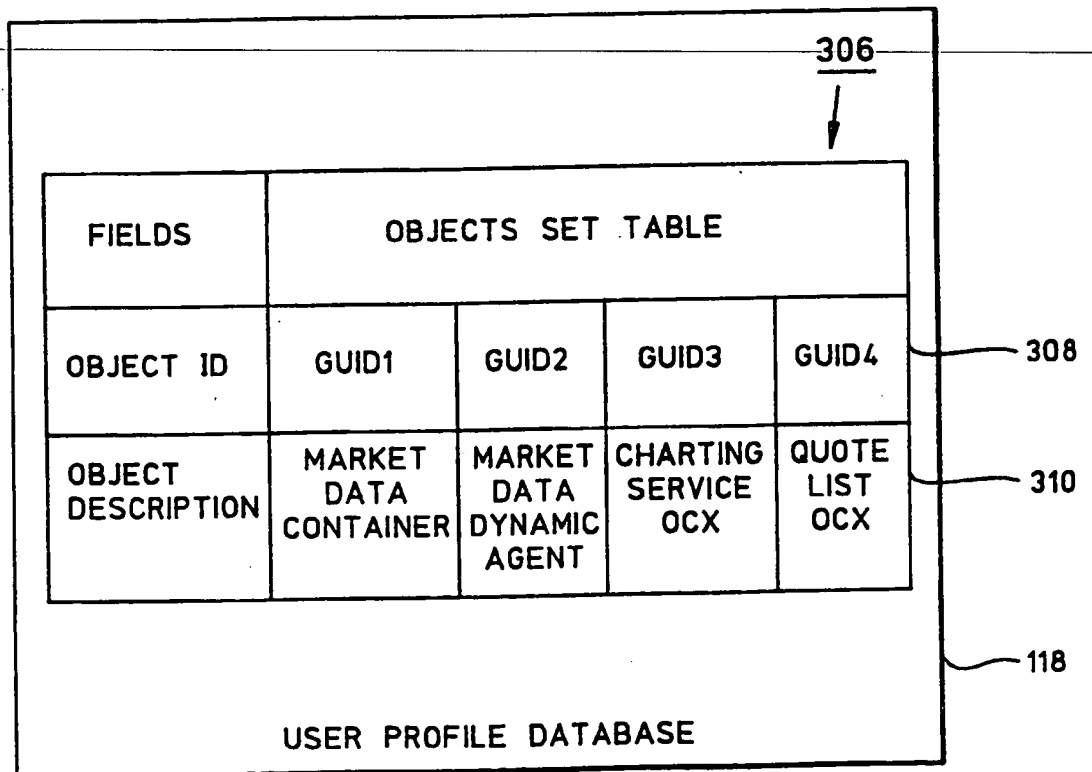 306
FIELDS
OBJECTS SET TABLE
OBJECT ID
GUID1
GUID2
GUID3
GUID4
308
OBJECT
DESCRIPTION
MARKET
DATA
CONTAINER
MARKET
DATA
DYNAMIC
AGENT
CHARTING
SERVICE
OCX
QUOTE
LIST
OCX
310
118
USER PROFILE DATABASE